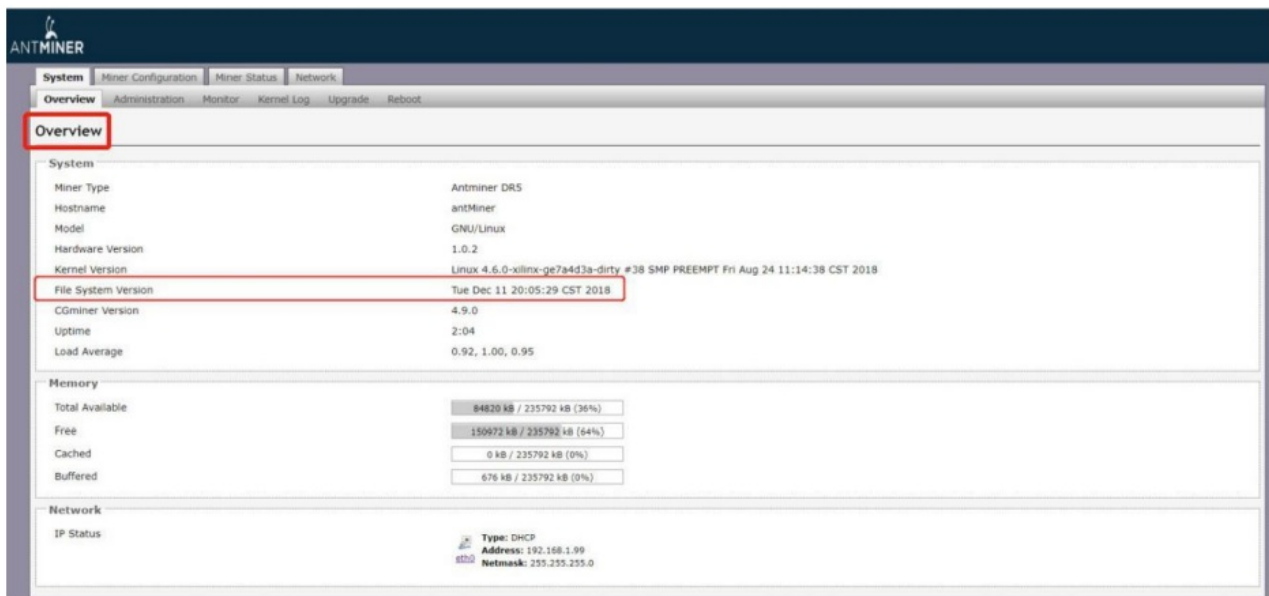 ANTMINER
System Miner Configuration Miner Status Network
Overview Administration Monitor Kernel Log Upgrade Reboot
Overview
System
Miner Type Antminer DR5
Hostname antMiner
Model GNU/Linux
Hardware Version 1.0.2
Kernel Version Linux 4.6.0-xilinx-ge7a4d3a-dirty #38 SMP PREEMPT Fri Aug 24 11:14:38 CST 2018
File System Version Tue Dec 11 20:05:29 CST 2018
CGminer Version 4.9.0
Uptime 2:04
Load Average 0.92, 1.00, 0.95
Memory
Total Available 84820 kB / 235792 kB (36%)
Free 150972 kB / 235792 kB (64%)
Cached 0 kB / 235792 kB (0%)
Buffered 676 kB / 235792 kB (0%)
Network
IP Status
Type: DHCP
Address: 192.168.1.99
eth0 Netmask: 255.255.255.0